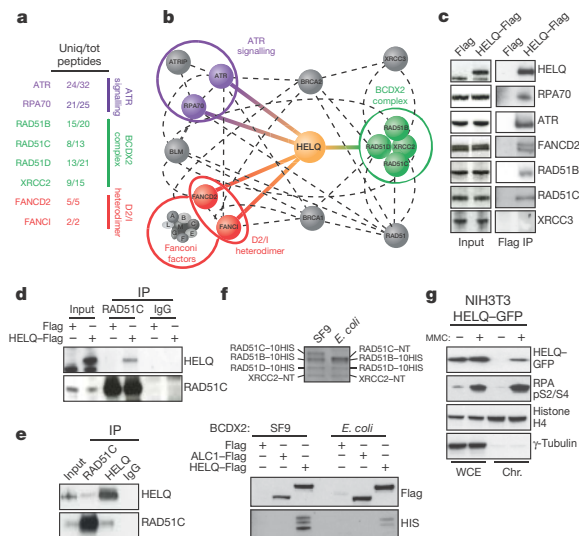 a
Uniq/tot
peptides
ATR 24/32
RPA70 21/25
ATR
signalling
RAD51B 15/20
RAD51C 8/13
RAD51D 13/21
XRCC2 9/15
BCDX2
complex
FANCD2 5/5
FANCI 2/2
D2/I
heterodimer
b
ATR
signalling
ATRIP
ATR
RPA70
BRCA2
XRCC3
BCDX2
complex
RAD51B
RAD51D
XRCC2
RAD51C
HELQ
BLM
FANCD2
FANCI
BRCA1
RAD51
Fanconi
factors
D2/I
heterodimer
c
Flag
HELQ–Flag
Flag
HELQ–Flag
HELQ
RPA70
ATR
FANCD2
RAD51B
RAD51C
XRCC3
Input
Flag IP
d
IP
Input RAD51C IgG
Flag + + +
HELQ–Flag + + +
HELQ
RAD51C
e
IP
Input
RAD51C
HELQ
IgG
HELQ
RAD51C
f
SF9
E. coli
RAD51C–10HIS
RAD51B–10HIS
RAD51D–10HIS
XRCC2–NT
RAD51C–NT
RAD51B–10HIS
RAD51D–10HIS
XRCC2–NT
BCDX2: SF9 E. coli
Flag + +
ALC1–Flag + +
HELQ–Flag + +
Flag
HIS
g
NIH3T3
HELQ–GFP
MMC: – + – +
HELQ–
GFP
RPA
pS2/S4
Histone
H4
γ-Tubulin
WCE Chr.